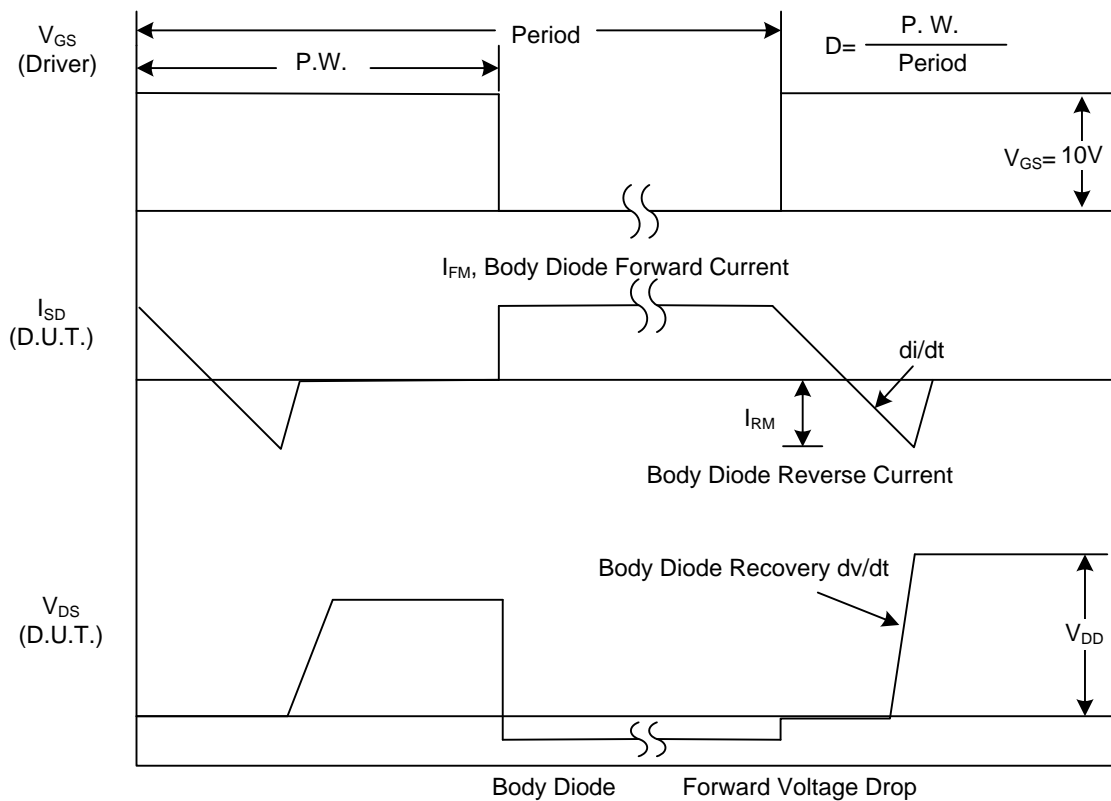 VGS
(Driver)
Period
P.W.
D= P. W.
Period
VGS= 10V
IFM, Body Diode Forward Current
ISD
(D.U.T.)
di/dt
IRM
Body Diode Reverse Current
Body Diode Recovery dv/dt
VDS
(D.U.T.)
VDD
Body Diode Forward Voltage Drop